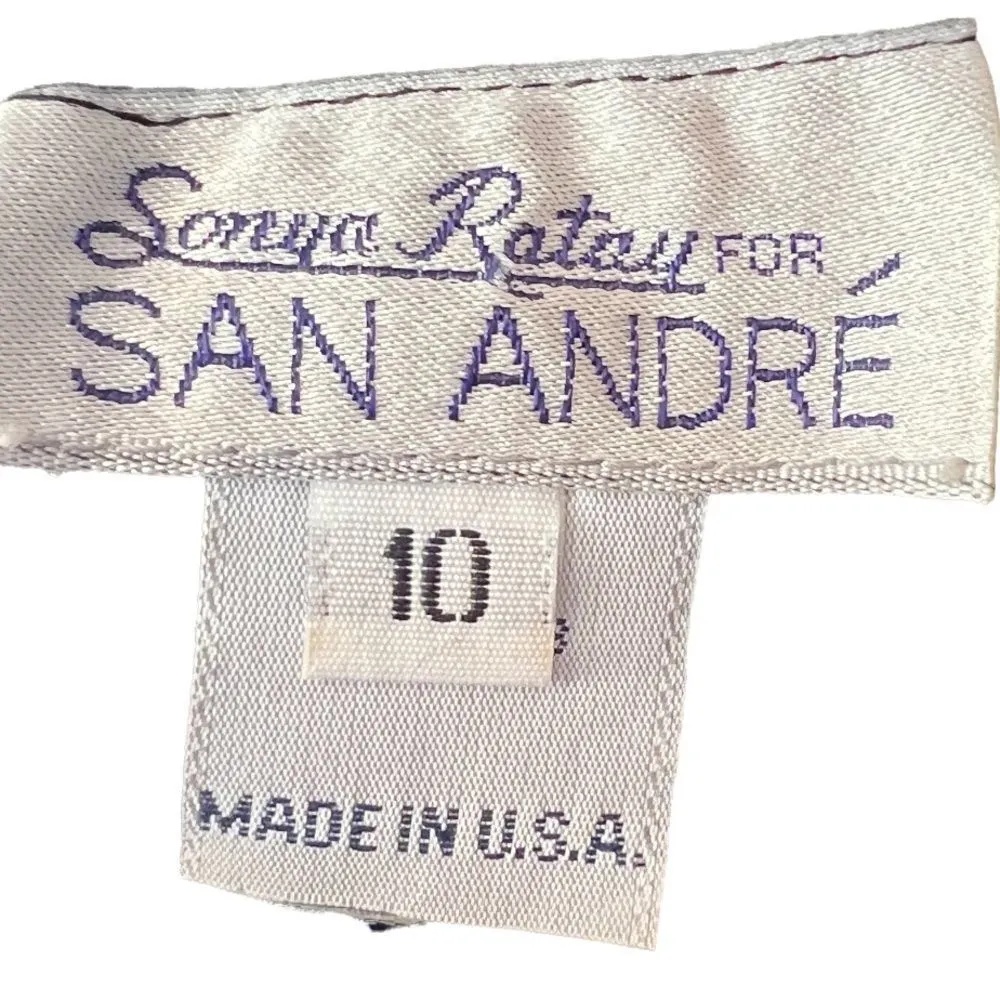 Sonya Ratay FOR
SAN ANDRÉ
10
MADE IN U.S.A.